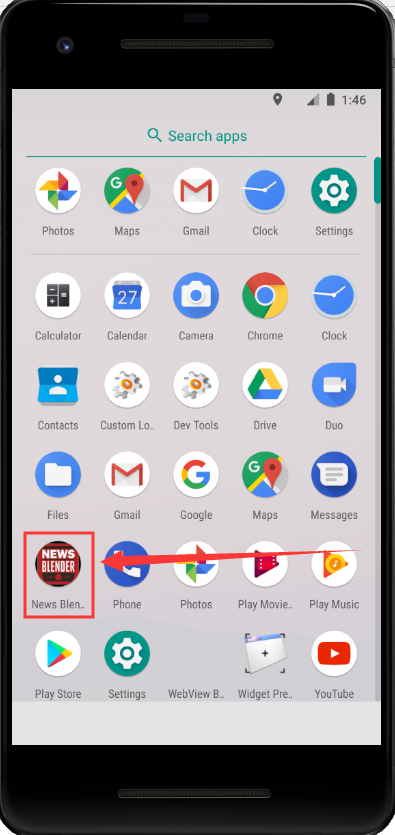 1:46
Search apps
Photos Maps Gmail Clock Settings
27
Calculator Calendar Camera Chrome Clock
Contacts Custom Lo.. Dev Tools Drive Duo
Files Gmail Google Maps Messages
NEWS
BLENDER
News Blen.. Phone Photos Play Movie.. Play Music
Play Store Settings WebView B.. Widget Pre.. YouTube